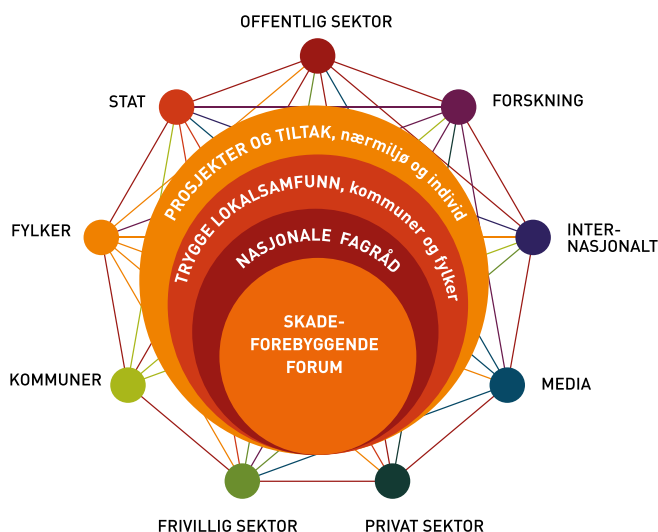 OFFENTLIG SEKTOR
STAT
FORSKNING
PROSJEKTER OG TILTAK, nærmiljø og individ
TRYGGE LOKALSAMFUNN, kommuner og fylker
FYLKER
INTER-
NASJONALT
NASJONALE FAGRÅD
SKADE-
FOREBYGGENDE
FORUM
KOMMUNER
MEDIA
FRIVILLIG SEKTOR
PRIVAT SEKTOR